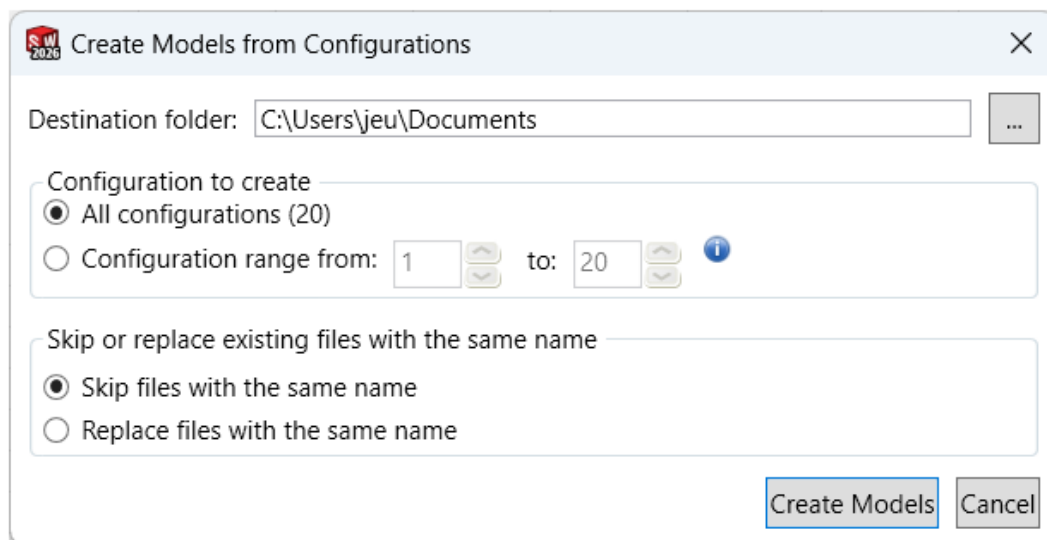 SW 2026 Create Models from Configurations
Destination folder: C:\Users\jeu\Documents ...
Configuration to create
All configurations (20)
Configuration range from: 1 to: 20 i
Skip or replace existing files with the same name
Skip files with the same name
Replace files with the same name
Create Models Cancel